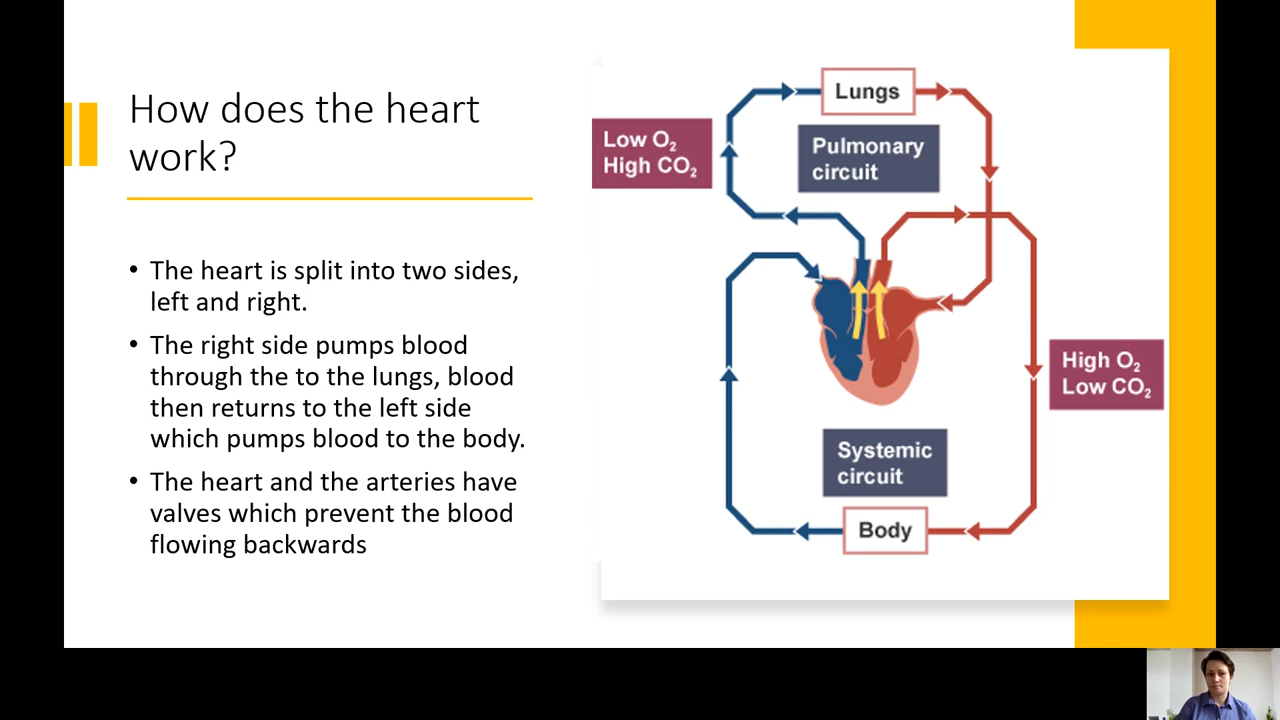 How does the heart
work?
• The heart is split into two sides,
left and right.
• The right side pumps blood
through the to the lungs, blood
then returns to the left side
which pumps blood to the body.
• The heart and the arteries have
valves which prevent the blood
flowing backwards
Lungs
Low O₂
High CO₂
Pulmonary
circuit
High O₂
Low CO₂
Systemic
circuit
Body